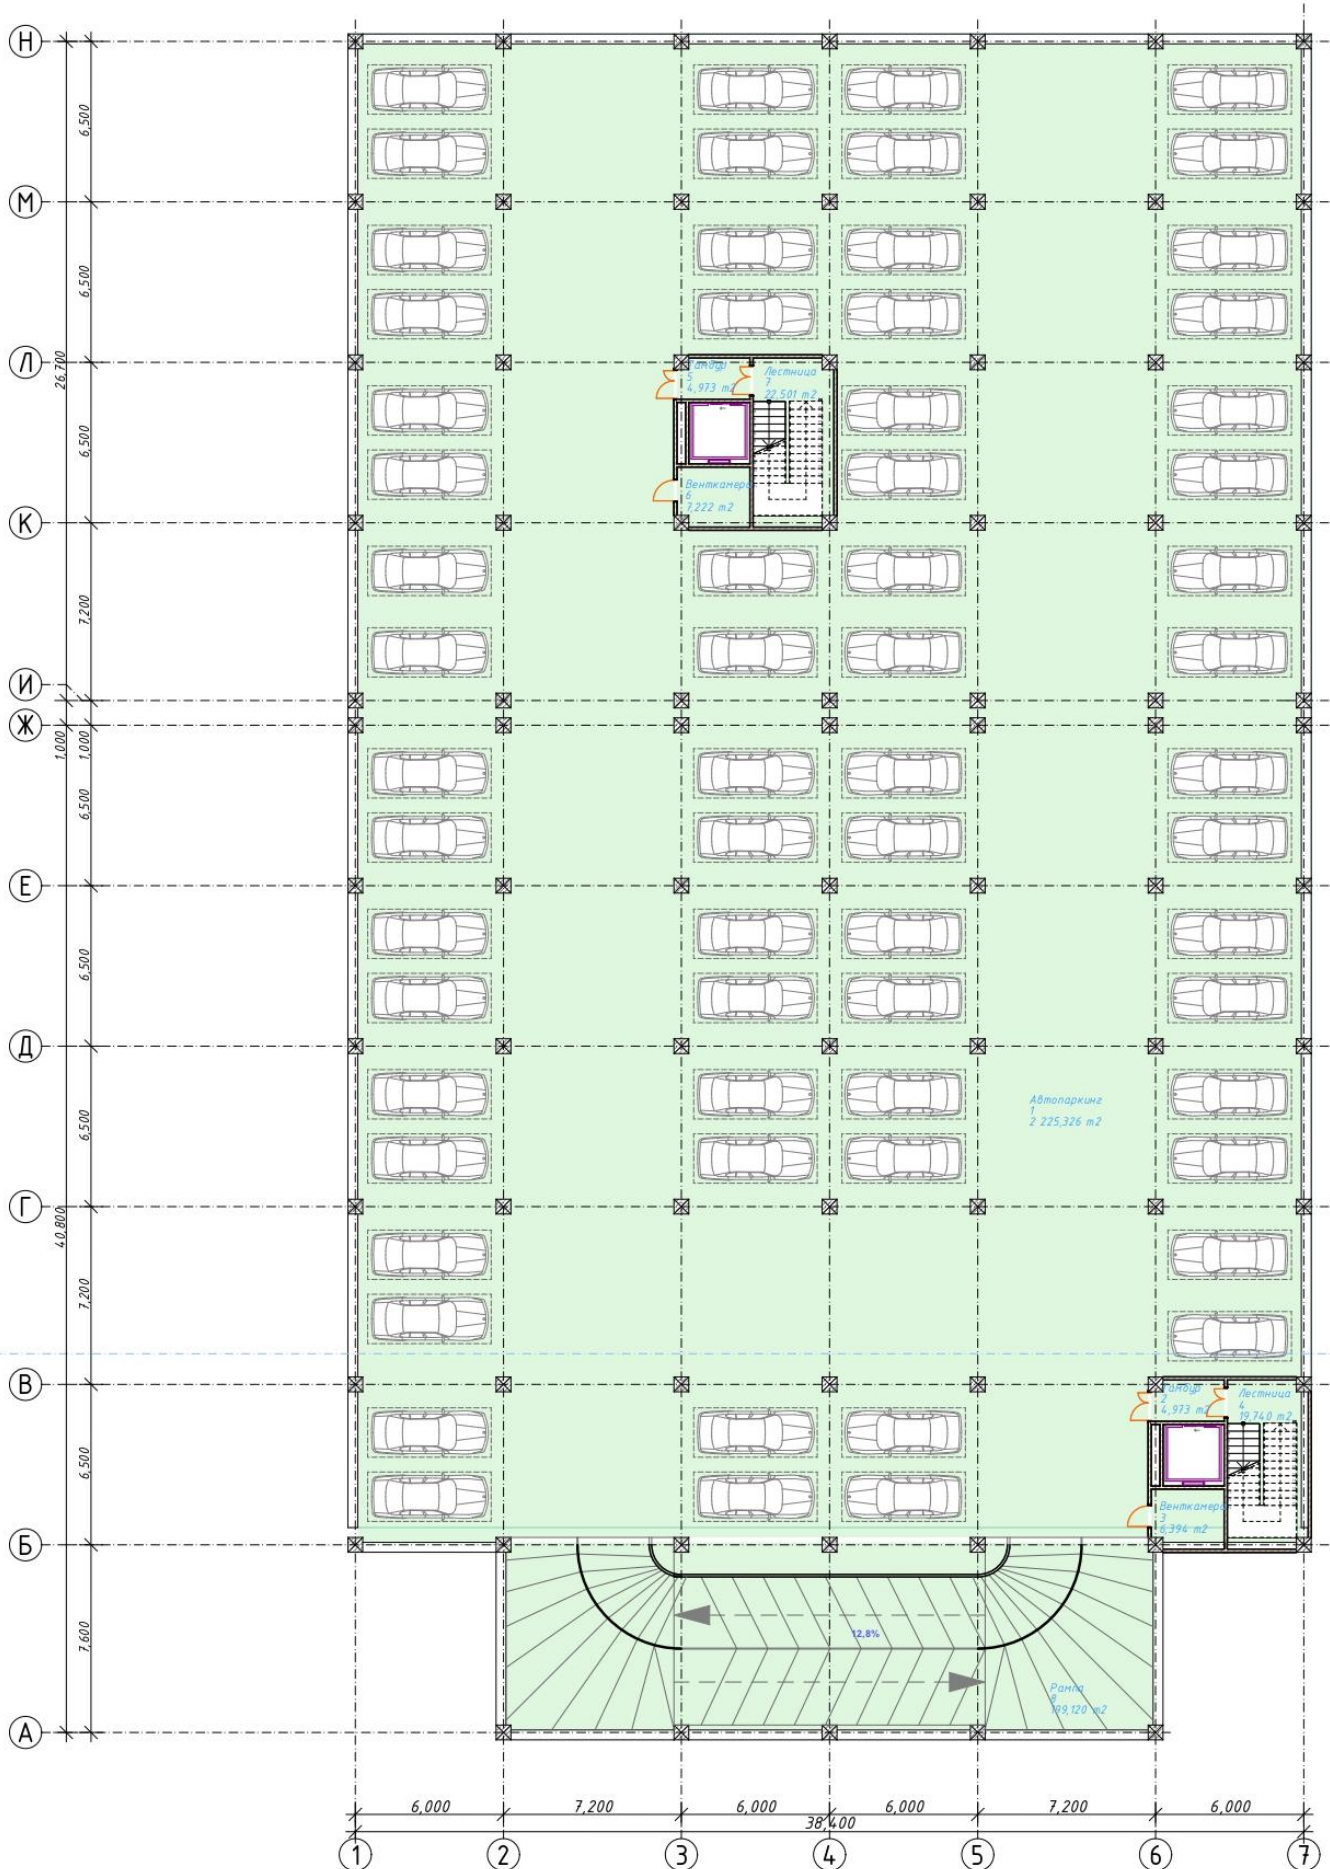 Н
6,500
М
6,500
Л
26,700
Тамбур
5
4,973 m2
Лестница
7
22,501 m2
6,500
Венткамера
6
7,222 m2
К
7,200
И
Ж
1,000
1,000
6,500
Е
6,500
Д
Автопаркинг
1
2 225,326 m2
6,500
Г
40,800
7,200
В
Тамбур
2
4,973 m2
Лестница
4
19,740 m2
6,500
Венткамера
3
6,394 m2
Б
7,600
12,8%
Рампа
8
199,120 m2
А
6,000 7,200 6,000 6,000 7,200 6,000
38,400
1 2 3 4 5 6 7